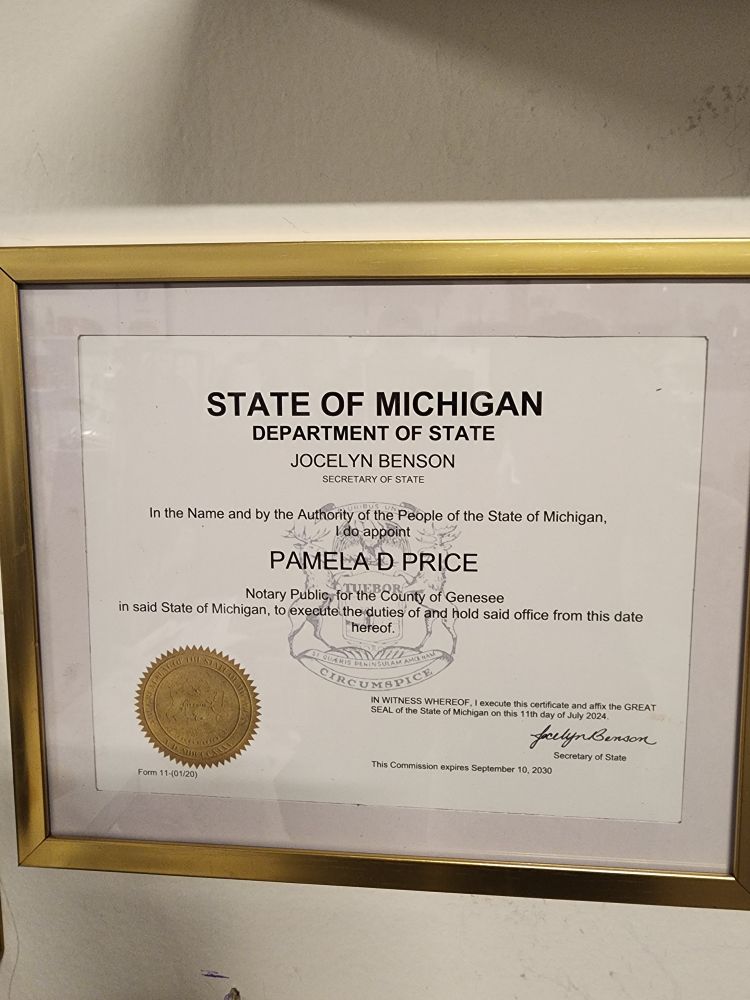 STATE OF MICHIGAN
DEPARTMENT OF STATE
JOCELYN BENSON
SECRETARY OF STATE
In the Name and by the Authority of the People of the State of Michigan,
I do appoint
PAMELA D PRICE
Notary Public, for the County of Genesee
in said State of Michigan, to execute the duties of and hold said office from this date
hereof.
TUEBOR
SI QUÆRIS PENINSULAM AMŒNAM
CIRCUMSPICE
IN WITNESS WHEREOF, I execute this certificate and affix the GREAT
SEAL of the State of Michigan on this 11th day of July 2024.
Jocelyn Benson
Secretary of State
This Commission expires September 10, 2030
Form 11-(01/20)